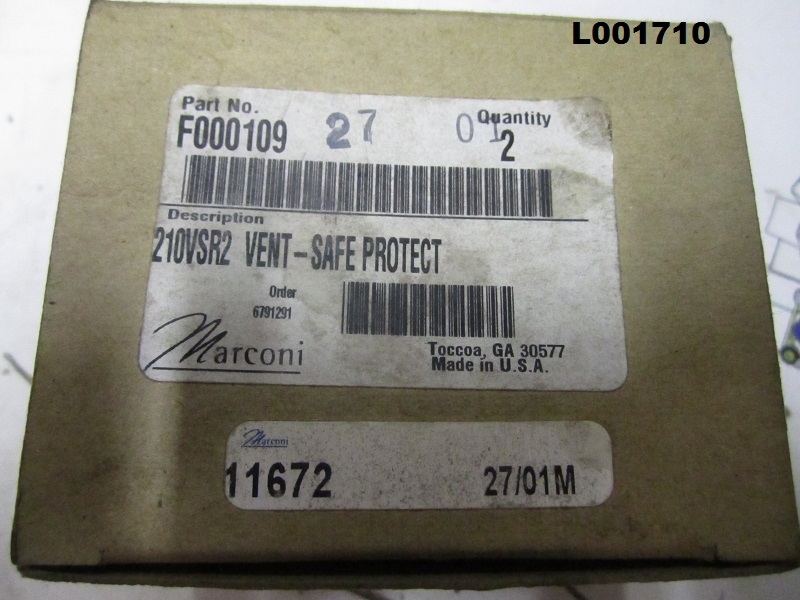 L001710
Part No. Quantity
F000109 27 01 2
Description
210VSR2 VENT-SAFE PROTECT
Order
6791291
Marconi
Toccoa, GA 30577
Made in U.S.A.
Marconi
11672 27/01M